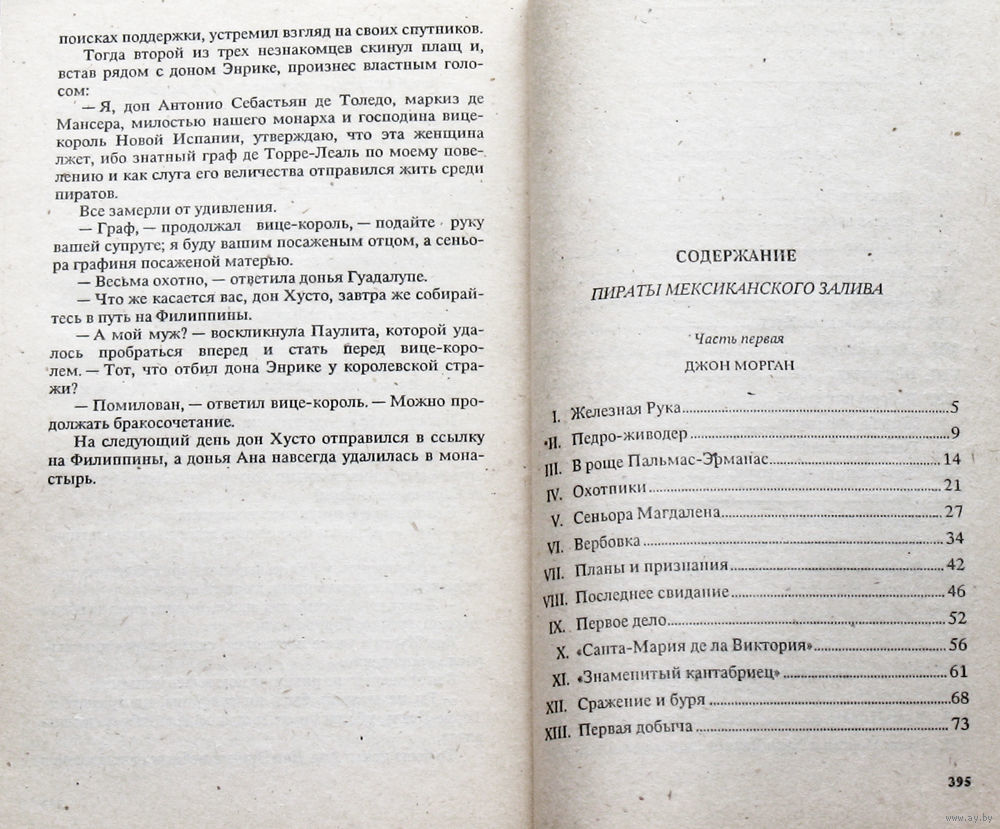 поисках поддержки, устремил взгляд на своих спутников.
Тогда второй из трех незнакомцев скинул плащ и,
встав рядом с доном Энрике, произнес властным голо-
сом:
— Я, дон Антонио Себастьян де Толедо, маркиз де
Мансера, милостью нашего монарха и господина вице-
король Новой Испании, утверждаю, что эта женщина
лжет, ибо знатный граф де Торре-Леаль по моему пове-
лению и как слуга его величества отправился жить среди
пиратов.
Все замерли от удивления.
— Граф, — продолжал вице-король, — подайте руку
вашей супруге; я буду вашим посаженым отцом, а сеньо-
ра графиня посаженой матерью.
— Весьма охотно, — ответила донья Гуадалупе.
— Что же касается вас, дон Хусто, завтра же собирай-
тесь в путь на Филиппины.
— А мой муж? — воскликнула Паулита, которой уда-
лось пробраться вперед и стать перед вице-коро-
лем. — Тот, что отбил дона Энрике у королевской стра-
жи?
— Помилован, — ответил вице-король. — Можно про-
должать бракосочетание.
На следующий день дон Хусто отправился в ссылку
на Филиппины, а донья Ана навсегда удалилась в мона-
стырь.
СОДЕРЖАНИЕ
ПИРАТЫ МЕКСИКАНСКОГО ЗАЛИВА
Часть первая
ДЖОН МОРГАН
I. Железная Рука 5
II. Педро-живодер 9
III. В роще Пальмас-Эрманас 14
IV. Охотники 21
V. Сеньора Магдалена 27
VI. Вербовка 34
VII. Планы и признания 42
VIII. Последнее свидание 46
IX. Первое дело 52
X. «Санта-Мария де ла Виктория» 56
XI. «Знаменитый кантабриец» 61
XII. Сражение и буря 68
XIII. Первая добыча 73
395
www.ay.by